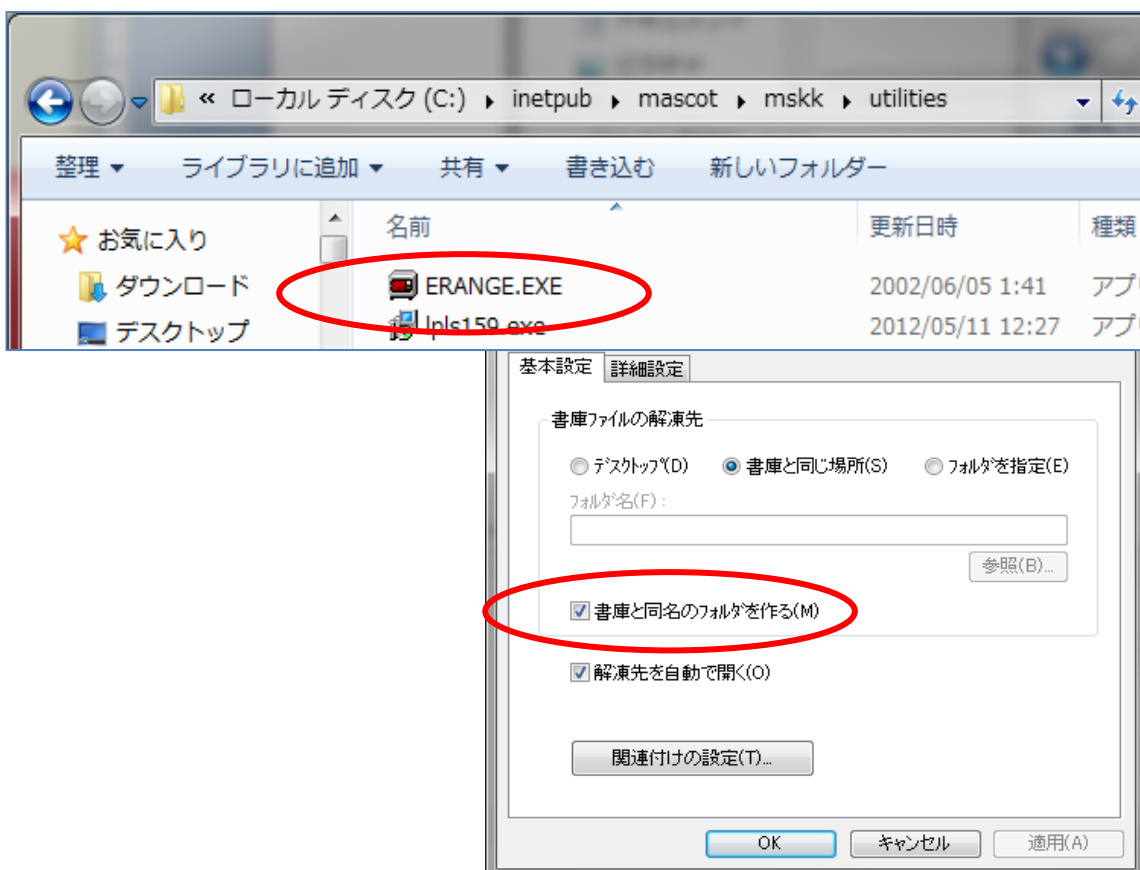 « ローカル ディスク (C:) ▸ inetpub ▸ mascot ▸ mskk ▸ utilities
整理 ▼ ライブラリに追加 ▼ 共有 ▼ 書き込む 新しいフォルダー
お気に入り
ダウンロード
デスクトップ
名前 更新日時 種類
ERANGE.EXE 2002/06/05 1:41 アプ
lpls159.exe 2012/05/11 12:27 アプ
基本設定 詳細設定
書庫ファイルの解凍先
デスクトップ(D) 書庫と同じ場所(S) フォルダを指定(E)
フォルダ名(F) :
参照(B)...
書庫と同名のフォルダを作る(M)
解凍先を自動で開く(O)
関連付けの設定(T)...
OK キャンセル 適用(A)